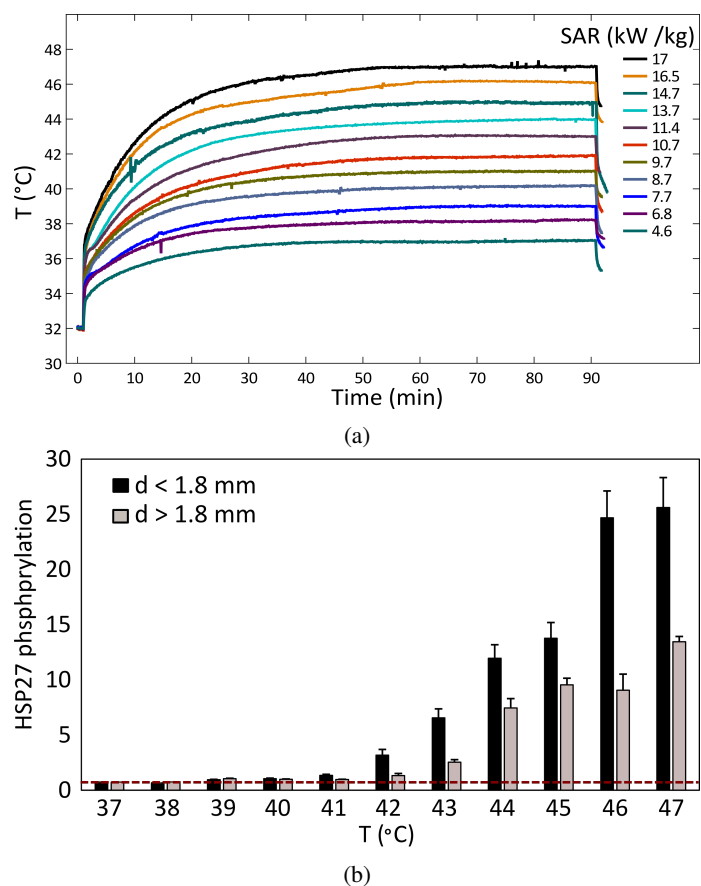 SAR (kW /kg)
17
16.5
14.7
13.7
11.4
10.7
9.7
8.7
7.7
6.8
4.6
48
46
44
42
40
38
36
34
32
30
T (°C)
0 10 20 30 40 50 60 70 80 90
Time (min)
(a)
30
25
20
15
10
5
0
HSP27 phsphprylation
d < 1.8 mm
d > 1.8 mm
37 38 39 40 41 42 43 44 45 46 47
T (°C)
(b)